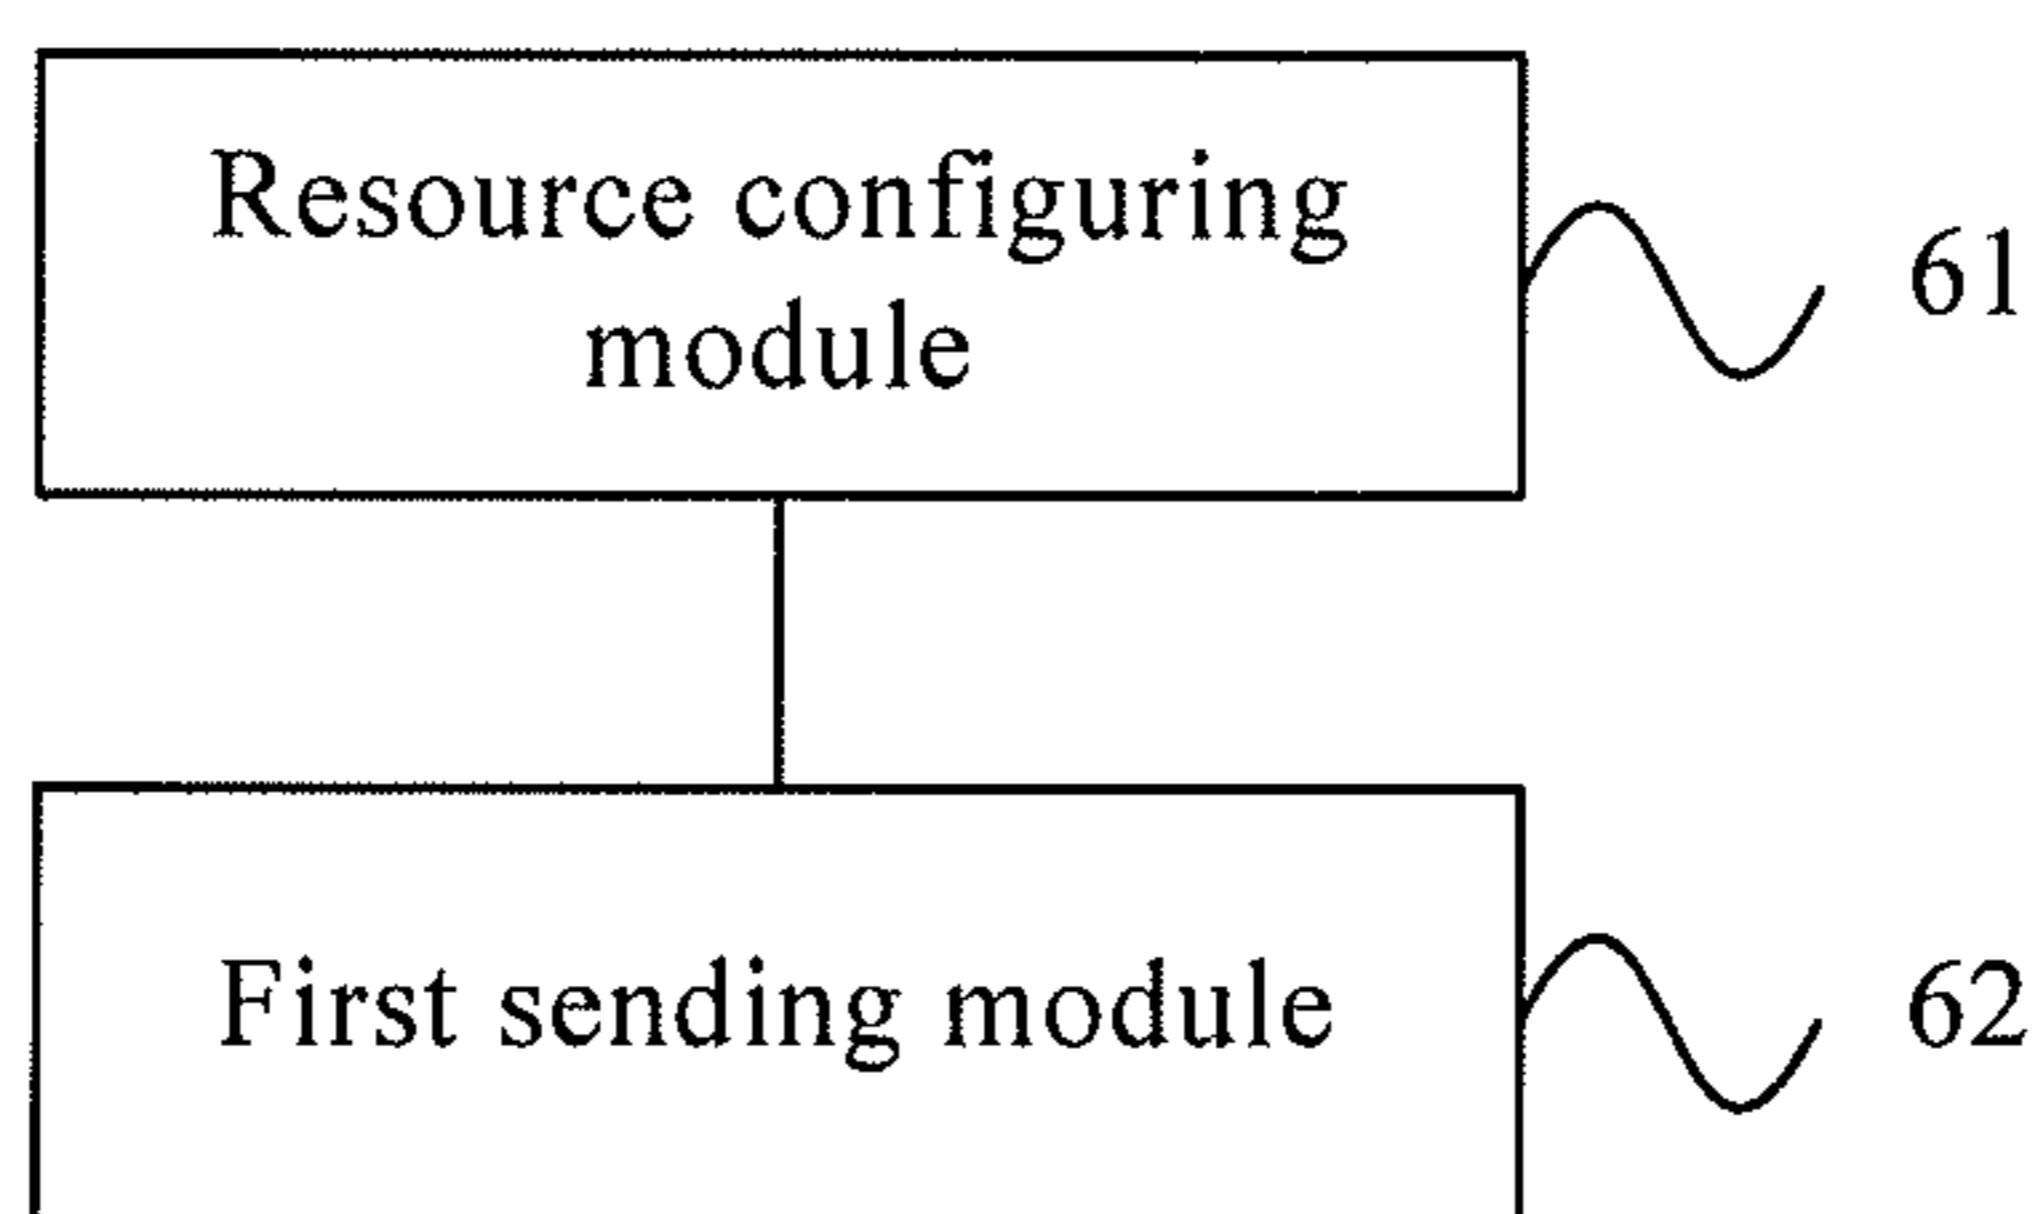 Resource configuring
module
61
First sending module
62